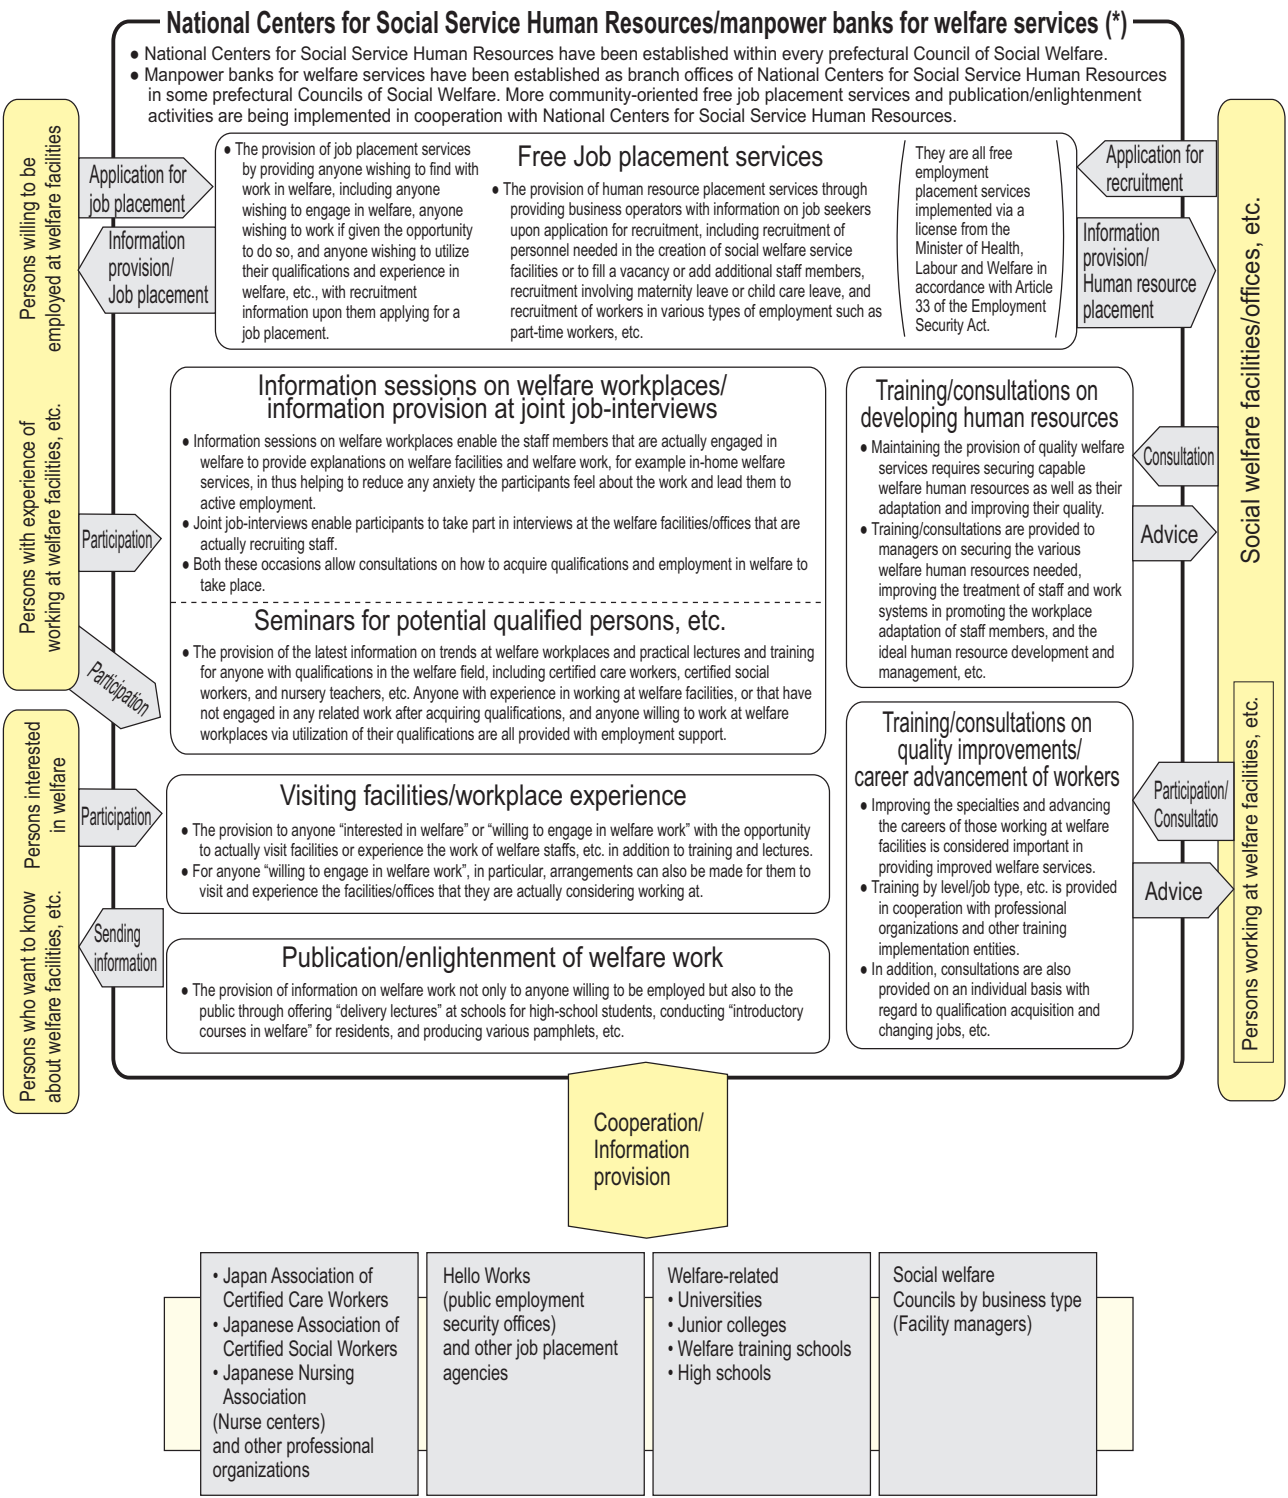 National Centers for Social Service Human Resources/manpower banks for welfare services (*)
● National Centers for Social Service Human Resources have been established within every prefectural Council of Social Welfare.
● Manpower banks for welfare services have been established as branch offices of National Centers for Social Service Human Resources
in some prefectural Councils of Social Welfare. More community-oriented free job placement services and publication/enlightenment
activities are being implemented in cooperation with National Centers for Social Service Human Resources.
Persons willing to be
employed at welfare facilities
Persons with experience of
working at welfare facilities, etc.
Application for
job placement
Information
provision/
Job placement
● The provision of job placement services
by providing anyone wishing to find with
work in welfare, including anyone
wishing to engage in welfare, anyone
wishing to work if given the opportunity
to do so, and anyone wishing to utilize
their qualifications and experience in
welfare, etc., with recruitment
information upon them applying for a
job placement.
Free Job placement services
● The provision of human resource placement services through
providing business operators with information on job seekers
upon application for recruitment, including recruitment of
personnel needed in the creation of social welfare service
facilities or to fill a vacancy or add additional staff members,
recruitment involving maternity leave or child care leave, and
recruitment of workers in various types of employment such as
part-time workers, etc.
They are all free
employment
placement services
implemented via a
license from the
Minister of Health,
Labour and Welfare in
accordance with Article
33 of the Employment
Security Act.
Application for
recruitment
Information
provision/
Human resource
placement
Social welfare facilities/offices, etc.
Participation
Participation
Information sessions on welfare workplaces/
information provision at joint job-interviews
● Information sessions on welfare workplaces enable the staff members that are actually engaged in
welfare to provide explanations on welfare facilities and welfare work, for example in-home welfare
services, in thus helping to reduce any anxiety the participants feel about the work and lead them to
active employment.
● Joint job-interviews enable participants to take part in interviews at the welfare facilities/offices that are
actually recruiting staff.
● Both these occasions allow consultations on how to acquire qualifications and employment in welfare to
take place.
Seminars for potential qualified persons, etc.
● The provision of the latest information on trends at welfare workplaces and practical lectures and training
for anyone with qualifications in the welfare field, including certified care workers, certified social
workers, and nursery teachers, etc. Anyone with experience in working at welfare facilities, or that have
not engaged in any related work after acquiring qualifications, and anyone willing to work at welfare
workplaces via utilization of their qualifications are all provided with employment support.
Training/consultations on
developing human resources
● Maintaining the provision of quality welfare
services requires securing capable
welfare human resources as well as their
adaptation and improving their quality.
● Training/consultations are provided to
managers on securing the various
welfare human resources needed,
improving the treatment of staff and work
systems in promoting the workplace
adaptation of staff members, and the
ideal human resource development and
management, etc.
Consultation
Advice
Persons interested
in welfare
Persons who want to know
about welfare facilities, etc.
Participation
Sending
information
Visiting facilities/workplace experience
● The provision to anyone “interested in welfare” or “willing to engage in welfare work” with the opportunity
to actually visit facilities or experience the work of welfare staffs, etc. in addition to training and lectures.
● For anyone “willing to engage in welfare work”, in particular, arrangements can also be made for them to
visit and experience the facilities/offices that they are actually considering working at.
Publication/enlightenment of welfare work
● The provision of information on welfare work not only to anyone willing to be employed but also to the
public through offering “delivery lectures” at schools for high-school students, conducting “introductory
courses in welfare” for residents, and producing various pamphlets, etc.
Training/consultations on
quality improvements/
career advancement of workers
● Improving the specialties and advancing
the careers of those working at welfare
facilities is considered important in
providing improved welfare services.
● Training by level/job type, etc. is provided
in cooperation with professional
organizations and other training
implementation entities.
● In addition, consultations are also
provided on an individual basis with
regard to qualification acquisition and
changing jobs, etc.
Participation/
Consultatio
Advice
Persons working at welfare facilities, etc.
Cooperation/
Information
provision
• Japan Association of
Certified Care Workers
• Japanese Association of
Certified Social Workers
• Japanese Nursing
Association
(Nurse centers)
and other professional
organizations
Hello Works
(public employment
security offices)
and other job placement
agencies
Welfare-related
• Universities
• Junior colleges
• Welfare training schools
• High schools
Social welfare
Councils by business type
(Facility managers)